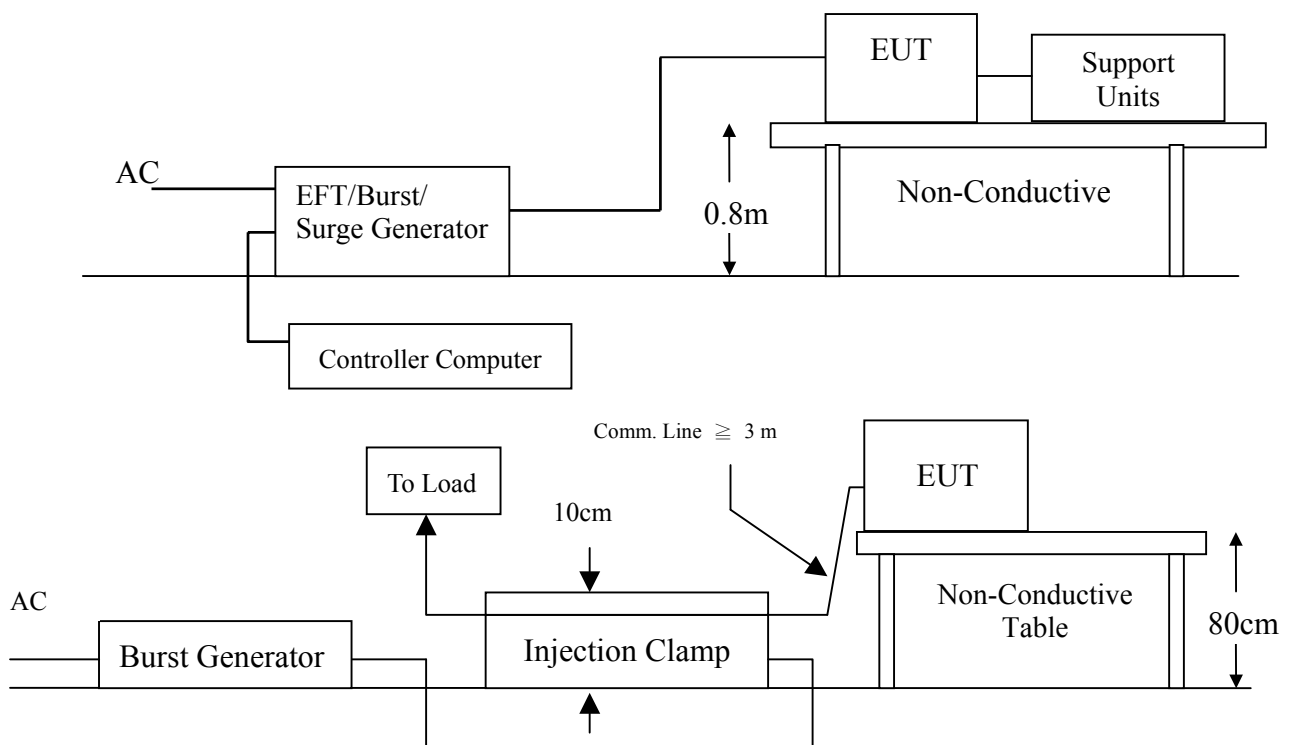 EUT
Support
Units
AC
EFT/Burst/
Surge Generator
0.8m
Non-Conductive
Controller Computer
Comm. Line ≧ 3 m
To Load
EUT
10cm
AC
Burst Generator
Injection Clamp
Non-Conductive
Table
80cm